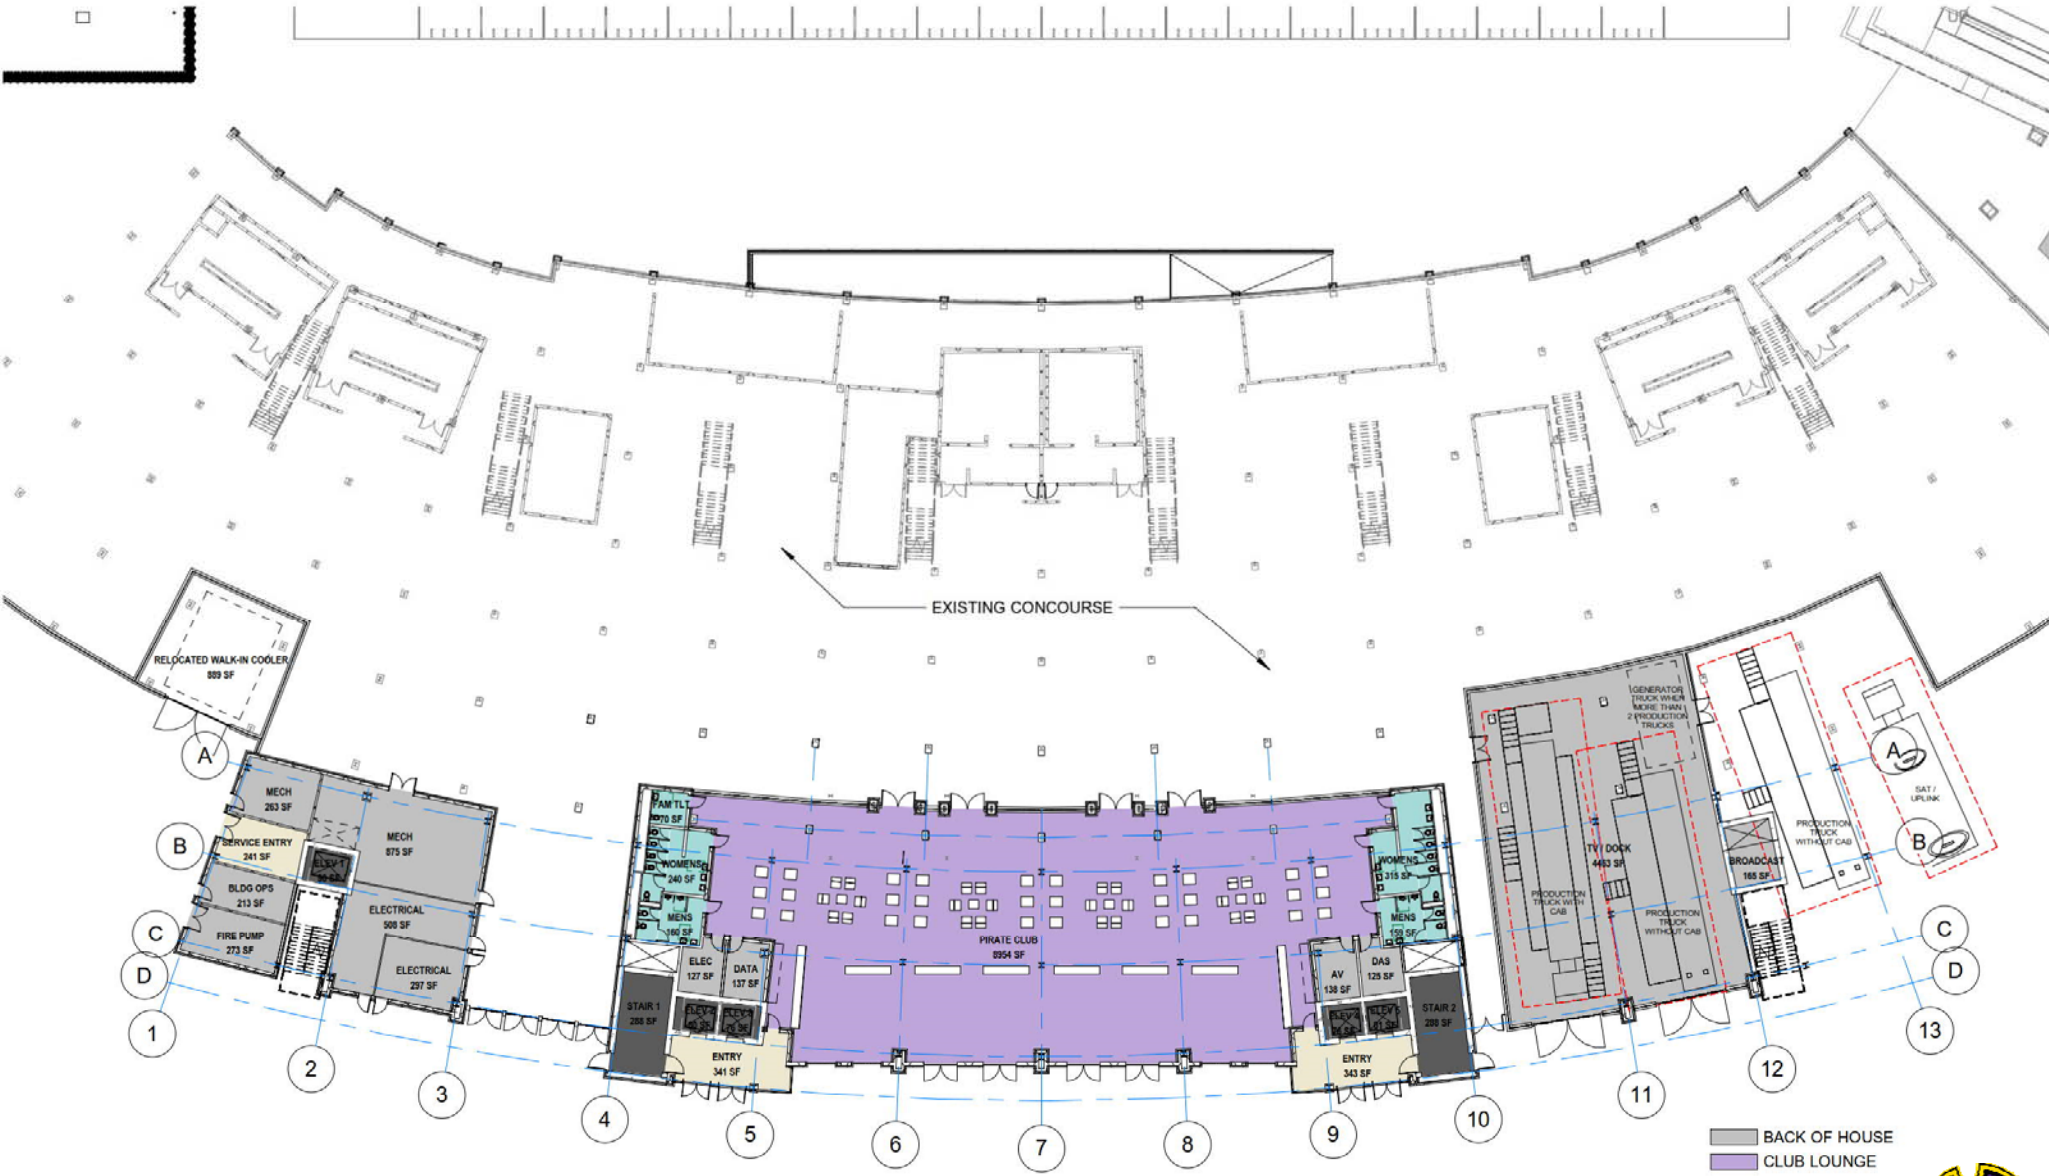 EXISTING CONCOURSE
RELOCATED WALK-IN COOLER
889 SF
A
B
C
D
1
2
3
4
5
6
7
8
9
10
11
12
13
A
B
C
D
MECH
263 SF
SERVICE ENTRY
241 SF
ELEV 1
BLDG OPS
213 SF
FIRE PUMP
273 SF
MECH
875 SF
ELECTRICAL
508 SF
ELECTRICAL
297 SF
FAM TLT
70 SF
WOMENS
240 SF
MENS
160 SF
ELEC
127 SF
DATA
137 SF
STAIR 1
288 SF
ENTRY
341 SF
PIRATE CLUB
8954 SF
WOMENS
315 SF
MENS
159 SF
AV
138 SF
DAS
125 SF
STAIR 2
ENTRY
343 SF
GENERATOR
TRUCK WHEN
MORE THAN
2 PRODUCTION
TRUCKS
TV / DOCK
4463 SF
PRODUCTION
TRUCK WITH
CAB
PRODUCTION
TRUCK
WITHOUT CAB
BROADCAST
165 SF
PRODUCTION
TRUCK
WITHOUT CAB
SAT /
UPLINK
BACK OF HOUSE
CLUB LOUNGE